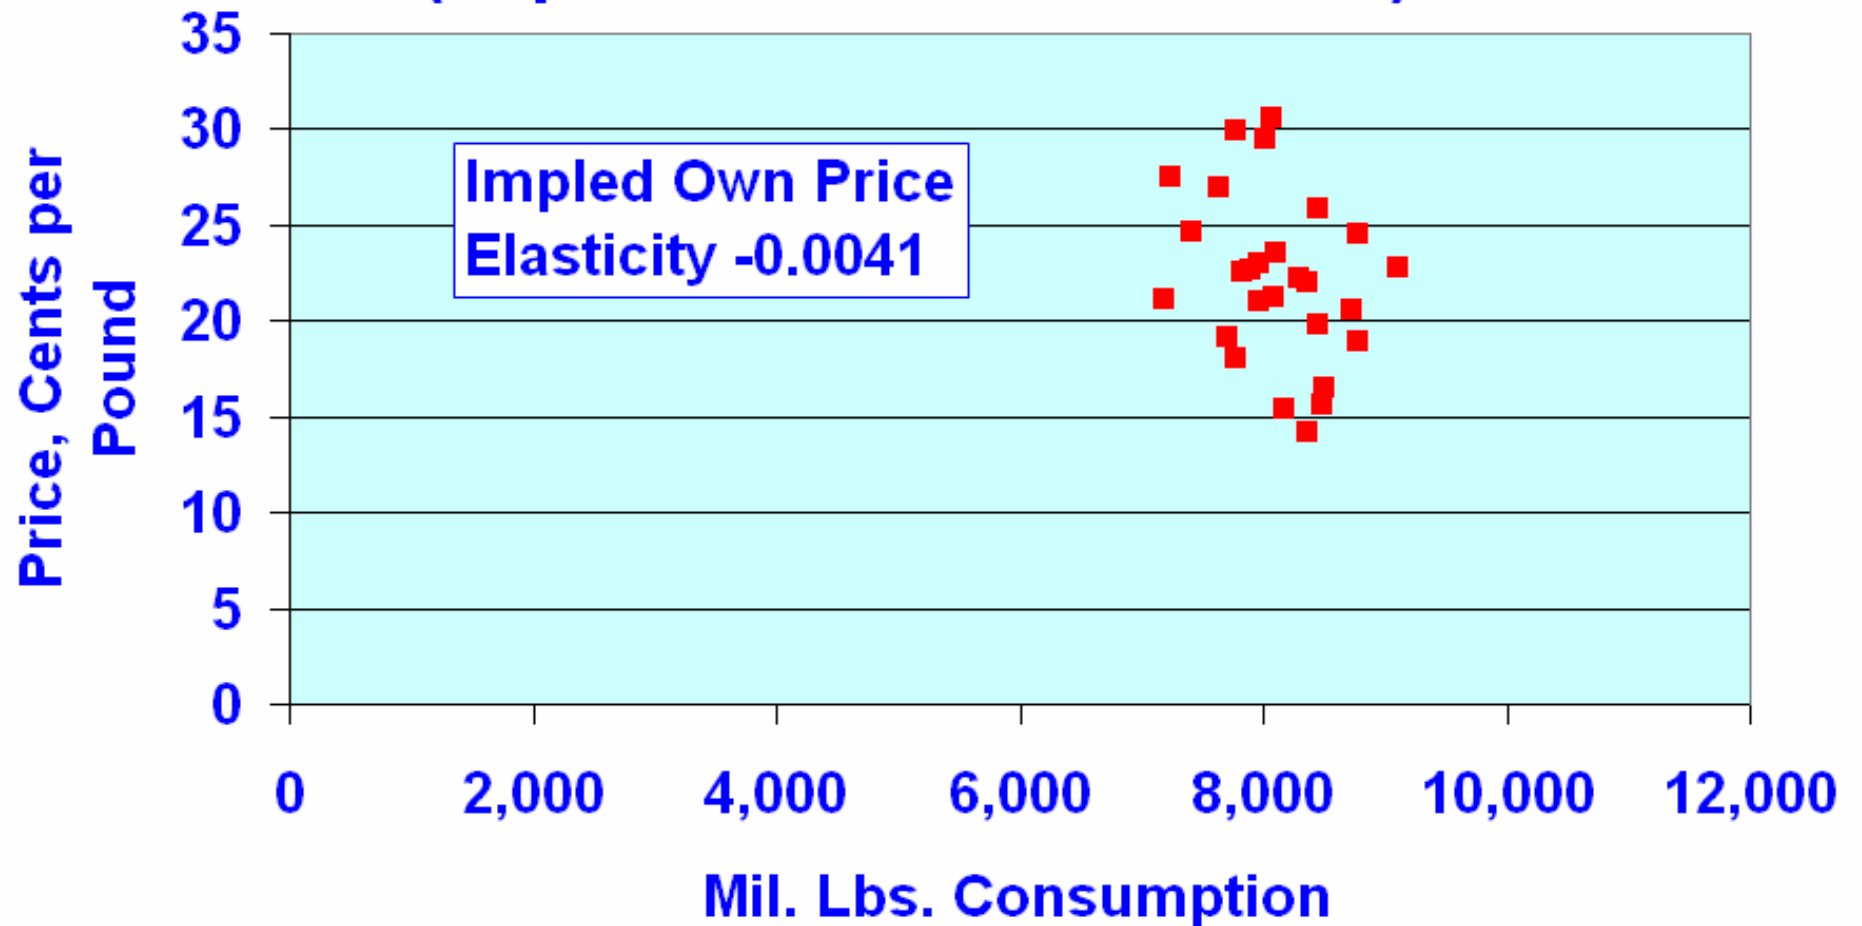 35
30
25
20
15
10
5
0
Price, Cents per
Pound
Impled Own Price
Elasticity -0.0041
0 2,000 4,000 6,000 8,000 10,000 12,000
Mil. Lbs. Consumption